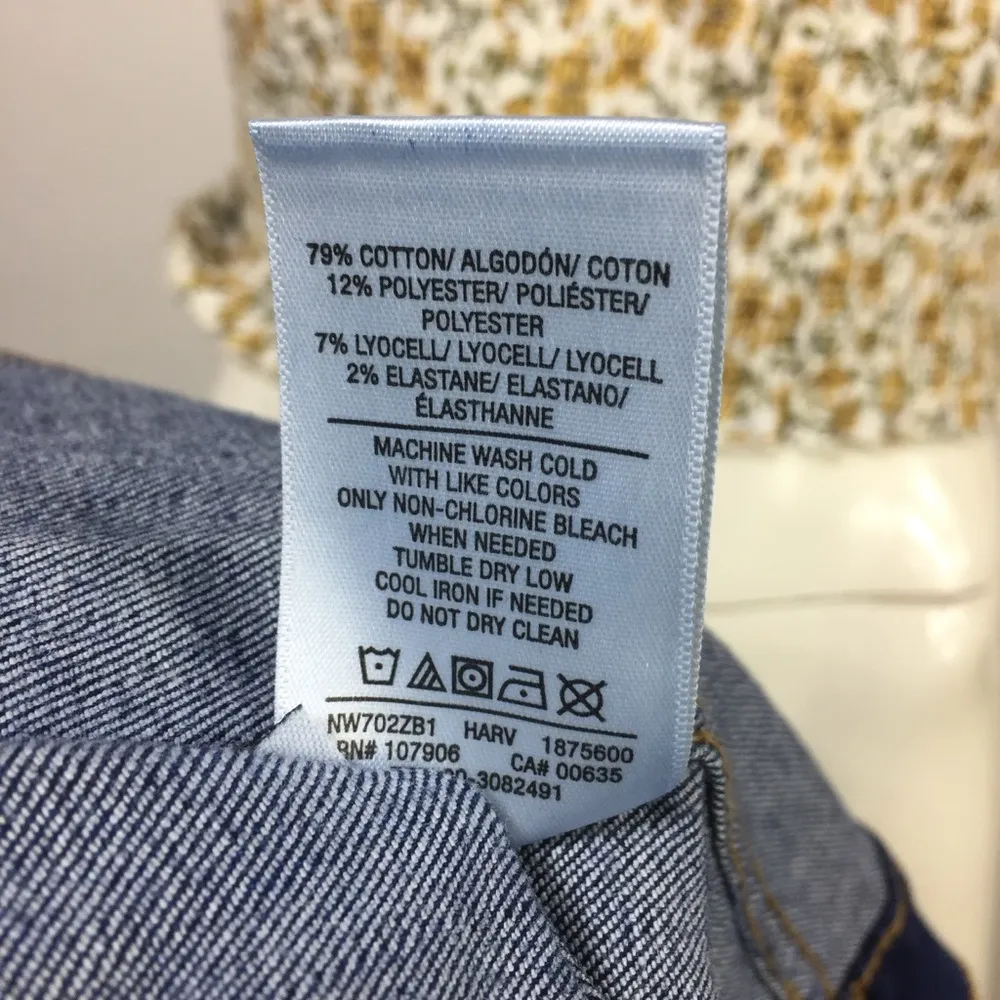 79% COTTON/ ALGODÓN/ COTON
12% POLYESTER/ POLIÉSTER/
POLYESTER
7% LYOCELL/ LYOCELL/ LYOCELL
2% ELASTANE/ ELASTANO/
ÉLASTHANNE
MACHINE WASH COLD
WITH LIKE COLORS
ONLY NON-CHLORINE BLEACH
WHEN NEEDED
TUMBLE DRY LOW
COOL IRON IF NEEDED
DO NOT DRY CLEAN
NW702ZB1 HARV 1875600
RN# 107906 CA# 00635
-3082491